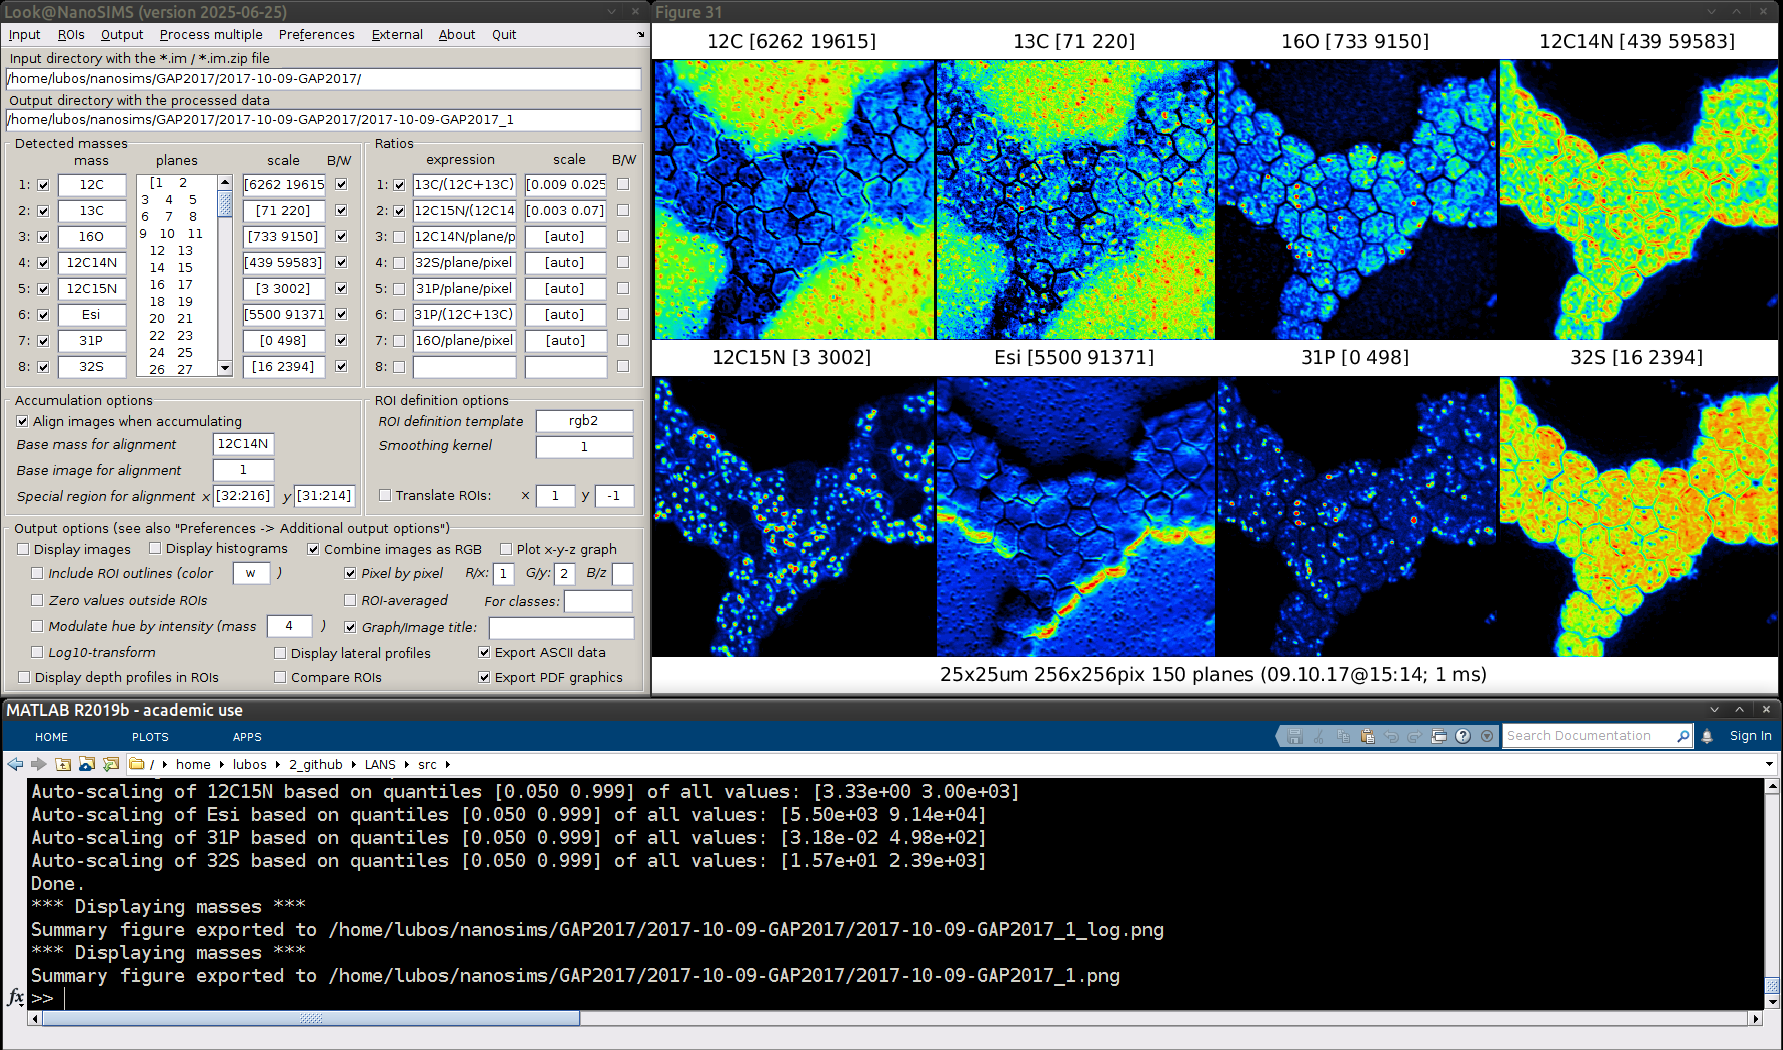 Look@NanoSIMS (version 2025-06-25)
Input ROIs Output Process multiple Preferences External About Quit
Input directory with the *.im / *.im.zip file
/home/lubos/nanosims/GAP2017/2017-10-09-GAP2017/
Output directory with the processed data
/home/lubos/nanosims/GAP2017/2017-10-09-GAP2017/2017-10-09-GAP2017_1
Detected masses
mass planes scale B/W
1: 12C [6262 19615
2: 13C [71 220]
3: 16O [733 9150]
4: 12C14N [439 59583]
5: 12C15N [3 3002]
6: Esi [5500 91371
7: 31P [0 498]
8: 32S [16 2394]
[1 2
3 4 5
6 7 8
9 10 11
12 13
14 15
16 17
18 19
20 21
22 23
24 25
26 27
Ratios
expression scale B/W
1: 13C/(12C+13C) [0.009 0.025
2: 12C15N/(12C14 [0.003 0.07]
3: 12C14N/plane/p [auto]
4: 32S/plane/pixel [auto]
5: 31P/plane/pixel [auto]
6: 31P/(12C+13C) [auto]
7: 16O/plane/pixel [auto]
8:
Accumulation options
Align images when accumulating
Base mass for alignment 12C14N
Base image for alignment 1
Special region for alignment x [32:216] y [31:214]
ROI definition options
ROI definition template rgb2
Smoothing kernel 1
Translate ROIs: x 1 y -1
Output options (see also "Preferences -> Additional output options")
Display images Display histograms Combine images as RGB Plot x-y-z graph
Include ROI outlines (color w ) Pixel by pixel R/x: 1 G/y: 2 B/z
Zero values outside ROIs ROI-averaged For classes:
Modulate hue by intensity (mass 4 ) Graph/Image title:
Log10-transform Display lateral profiles Export ASCII data
Display depth profiles in ROIs Compare ROIs Export PDF graphics
Figure 31
12C [6262 19615] 13C [71 220] 16O [733 9150] 12C14N [439 59583]
12C15N [3 3002] Esi [5500 91371] 31P [0 498] 32S [16 2394]
25x25um 256x256pix 150 planes (09.10.17@15:14; 1 ms)
MATLAB R2019b - academic use
HOME PLOTS APPS Search Documentation Sign In
/ home lubos 2_github LANS src
Auto-scaling of 12C15N based on quantiles [0.050 0.999] of all values: [3.33e+00 3.00e+03]
Auto-scaling of Esi based on quantiles [0.050 0.999] of all values: [5.50e+03 9.14e+04]
Auto-scaling of 31P based on quantiles [0.050 0.999] of all values: [3.18e-02 4.98e+02]
Auto-scaling of 32S based on quantiles [0.050 0.999] of all values: [1.57e+01 2.39e+03]
Done.
*** Displaying masses ***
Summary figure exported to /home/lubos/nanosims/GAP2017/2017-10-09-GAP2017/2017-10-09-GAP2017_1_log.png
*** Displaying masses ***
Summary figure exported to /home/lubos/nanosims/GAP2017/2017-10-09-GAP2017/2017-10-09-GAP2017_1.png
fx >>